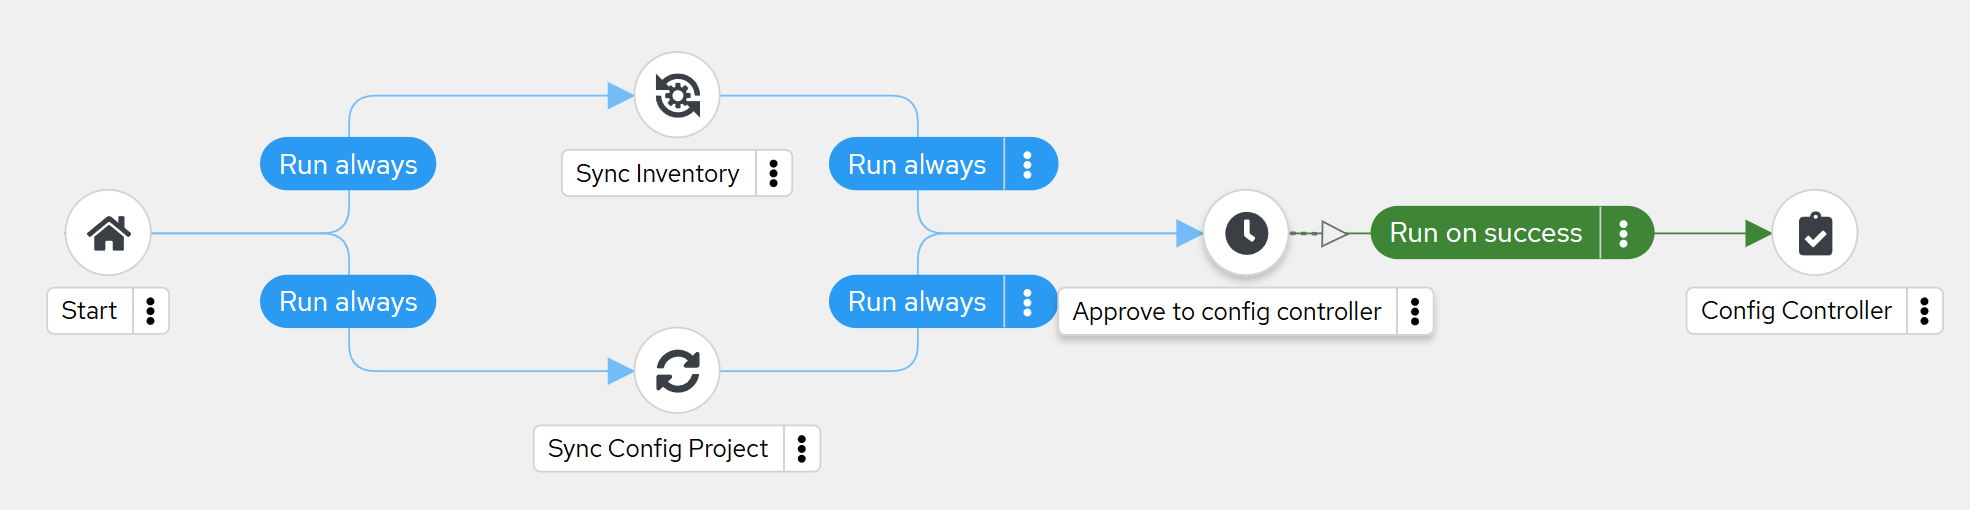 Start
Run always
Run always
Sync Inventory
Sync Config Project
Run always
Run always
Approve to config controller
Run on success
Config Controller